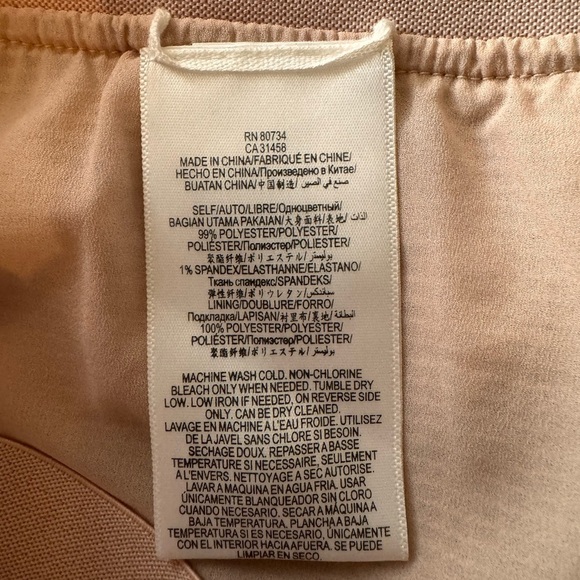 RN 80734
CA 31458
MADE IN CHINA/FABRIQUÉ EN CHINE/
HECHO EN CHINA/Произведено в Китае/
BUATAN CHINA/中国制造/ صنع في الصين
SELF/AUTO/LIBRE/Одноцветный/
BAGIAN UTAMA PAKAIAN/大身面料/表地/ الذات/
99% POLYESTER/POLYESTER/
POLIÉSTER/Полиэстер/POLIESTER/
聚酯纤维/ポリエステル/ بوليستر
1% SPANDEX/ELASTHANNE/ELASTANO/
Ткань спандекс/SPANDEKS/
弹性纤维/ポリウレタン/ سباندكس
LINING/DOUBLURE/FORRO/
Подкладка/LAPISAN/衬里布/裏地/ البطانة/
100% POLYESTER/POLYESTER/
POLIÉSTER/Полиэстер/POLIESTER/
聚酯纤维/ポリエステル/ بوليستر
MACHINE WASH COLD. NON-CHLORINE
BLEACH ONLY WHEN NEEDED. TUMBLE DRY
LOW. LOW IRON IF NEEDED, ON REVERSE SIDE
ONLY. CAN BE DRY CLEANED.
LAVAGE EN MACHINE A L'EAU FROIDE. UTILISEZ
DE LA JAVEL SANS CHLORE SI BESOIN.
SECHAGE DOUX. REPASSER A BASSE
TEMPERATURE SI NECESSAIRE, SEULEMENT
A L'ENVERS. NETTOYAGE A SEC AUTORISE.
LAVAR A MAQUINA EN AGUA FRIA. USAR
ÚNICAMENTE BLANQUEADOR SIN CLORO
CUANDO NECESARIO. SECAR A MÁQUINA A
BAJA TEMPERATURA. PLANCHA A BAJA
TEMPERATURA SI ES NECESARIO, ÚNICAMENTE
CON EL INTERIOR HACIA AFUERA. SE PUEDE
LIMPIAR EN SECO.